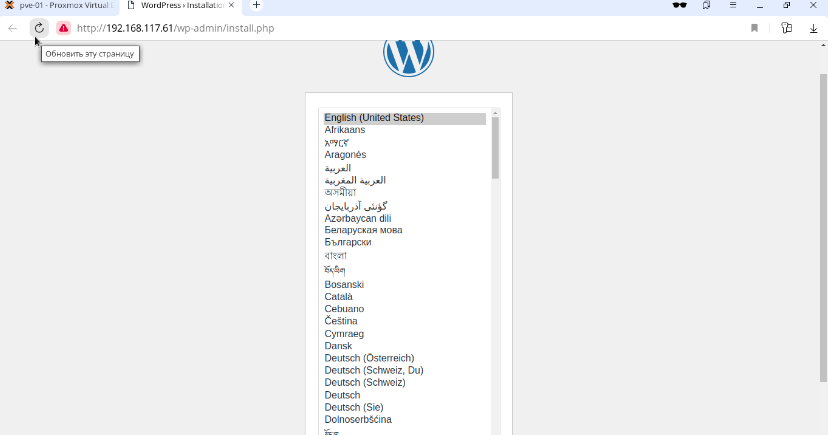 pve-01 - Proxmox Virtual
WordPress › Installation
http://192.168.117.61/wp-admin/install.php
Обновить эту страницу
English (United States)
Afrikaans
አማርኛ
Aragonés
العربية
العربية المغربية
অসমীয়া
گؤنئی آذربایجان
Azərbaycan dili
Беларуская мова
Български
বাংলা
བོད་ཡིག
Bosanski
Català
Cebuano
Čeština
Cymraeg
Dansk
Deutsch (Österreich)
Deutsch (Schweiz, Du)
Deutsch (Schweiz)
Deutsch
Deutsch (Sie)
Dolnoserbšćina